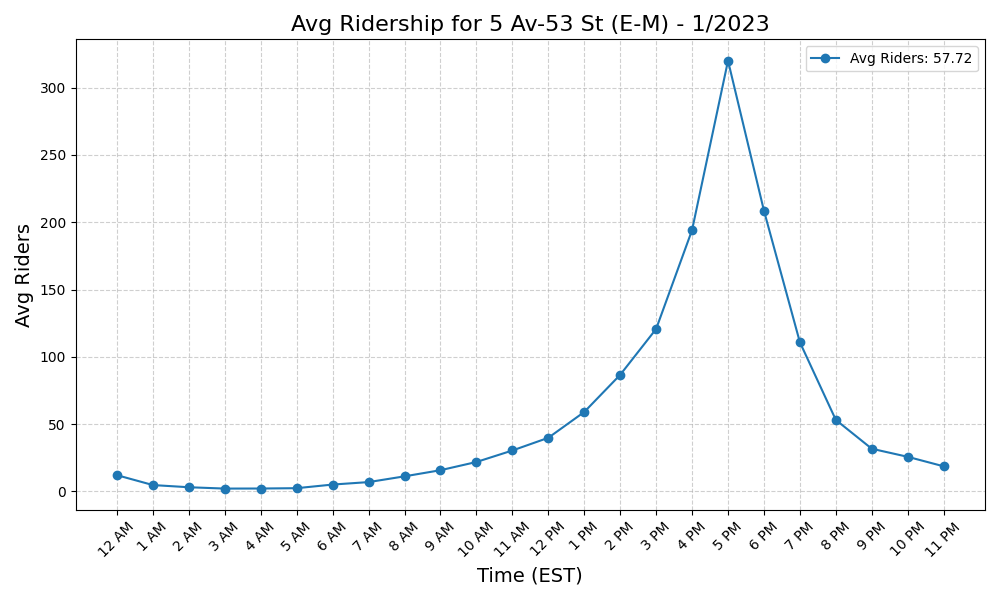 Avg Ridership for 5 Av-53 St (E-M) - 1/2023
Avg Riders: 57.72
Avg Riders
300
250
200
150
100
50
0
12 AM
1 AM
2 AM
3 AM
4 AM
5 AM
6 AM
7 AM
8 AM
9 AM
10 AM
11 AM
12 PM
1 PM
2 PM
3 PM
4 PM
5 PM
6 PM
7 PM
8 PM
9 PM
10 PM
11 PM
Time (EST)